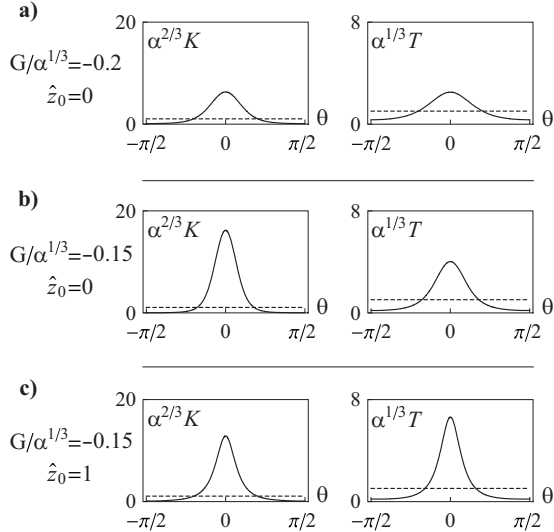 a)
G/α^{1/3}=-0.2
ẑ_0=0
20
α^{2/3}K
0
-π/2 0 π/2
θ
8
α^{1/3}T
0
-π/2 0 π/2
θ
b)
G/α^{1/3}=-0.15
ẑ_0=0
20
α^{2/3}K
0
-π/2 0 π/2
θ
8
α^{1/3}T
0
-π/2 0 π/2
θ
c)
G/α^{1/3}=-0.15
ẑ_0=1
20
α^{2/3}K
0
-π/2 0 π/2
θ
8
α^{1/3}T
0
-π/2 0 π/2
θ